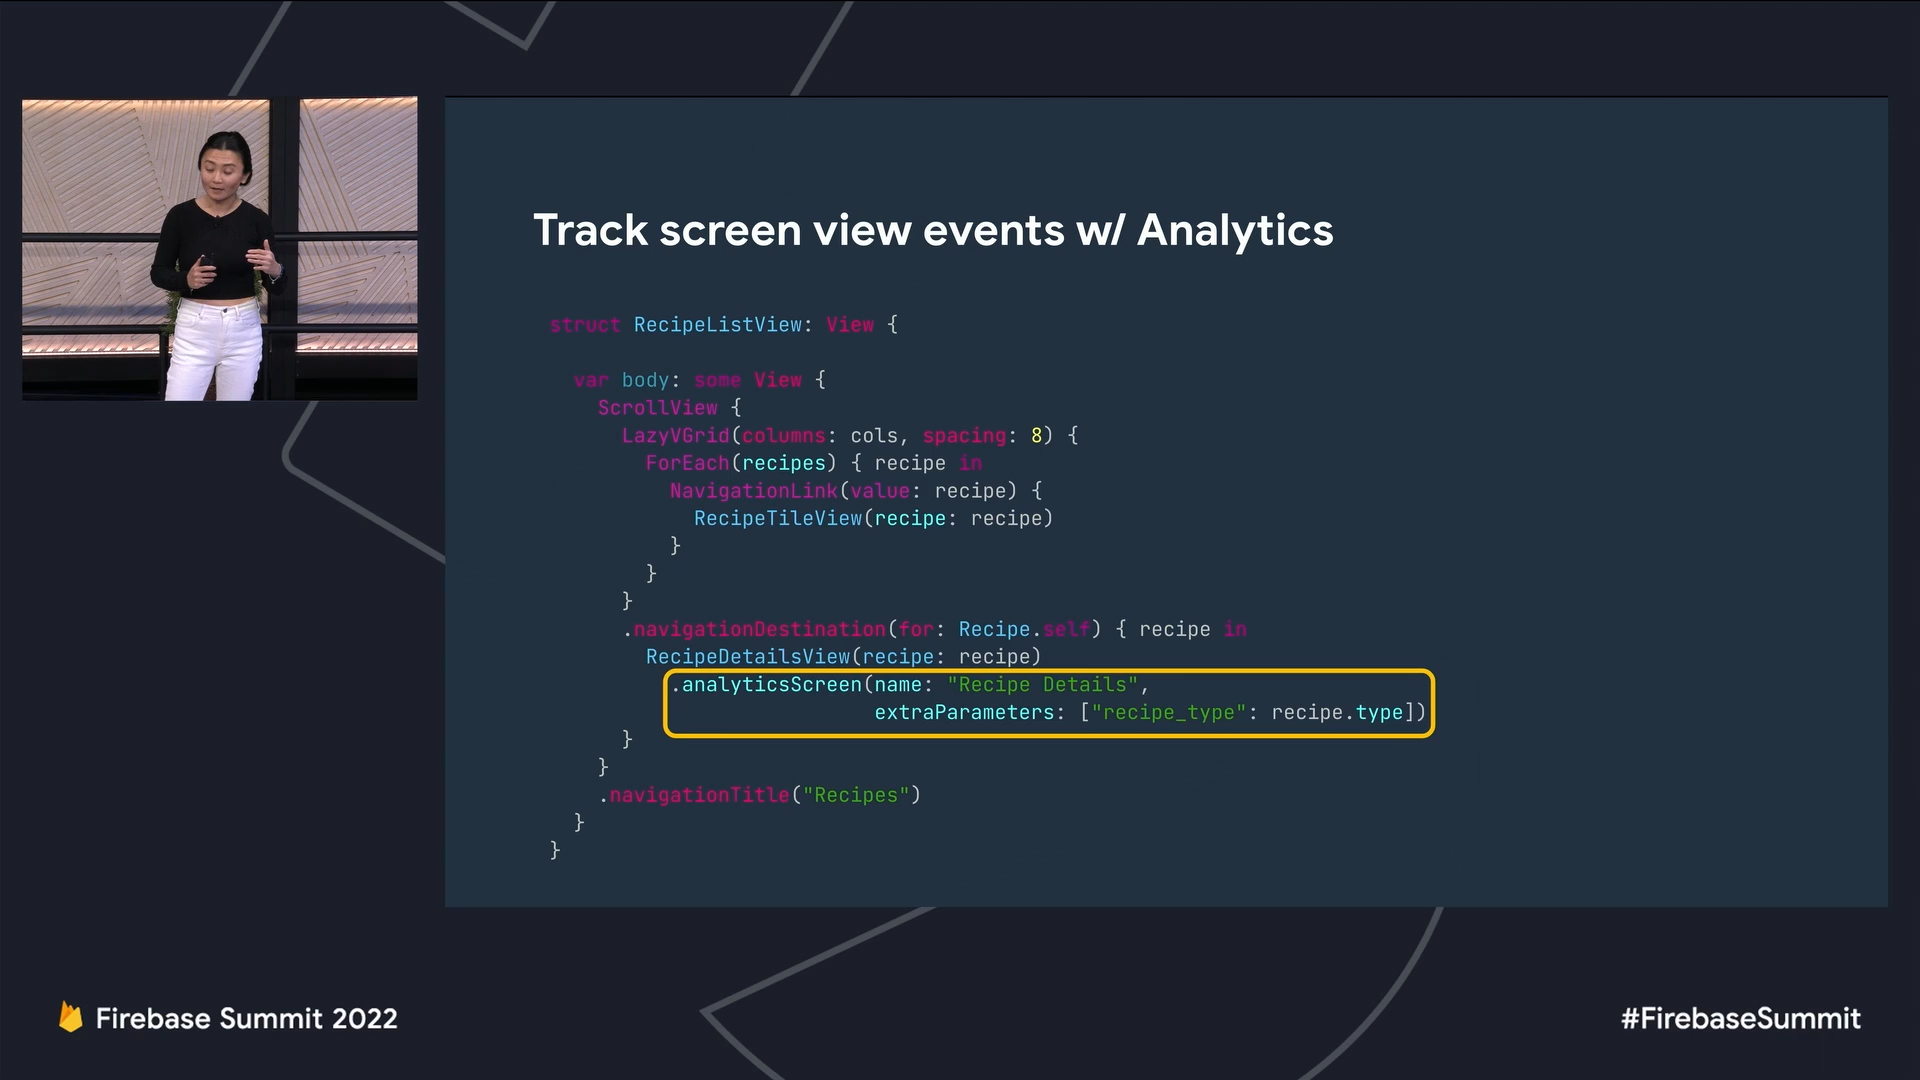 Track screen view events w/ Analytics
struct RecipeListView: View {
var body: some View {
ScrollView {
LazyVGrid(columns: cols, spacing: 8) {
ForEach(recipes) { recipe in
NavigationLink(value: recipe) {
RecipeTileView(recipe: recipe)
}
}
}
.navigationDestination(for: Recipe.self) { recipe in
RecipeDetailsView(recipe: recipe)
.analyticsScreen(name: "Recipe Details",
extraParameters: ["recipe_type": recipe.type])
}
}
.navigationTitle("Recipes")
}
}
Firebase Summit 2022
#FirebaseSummit